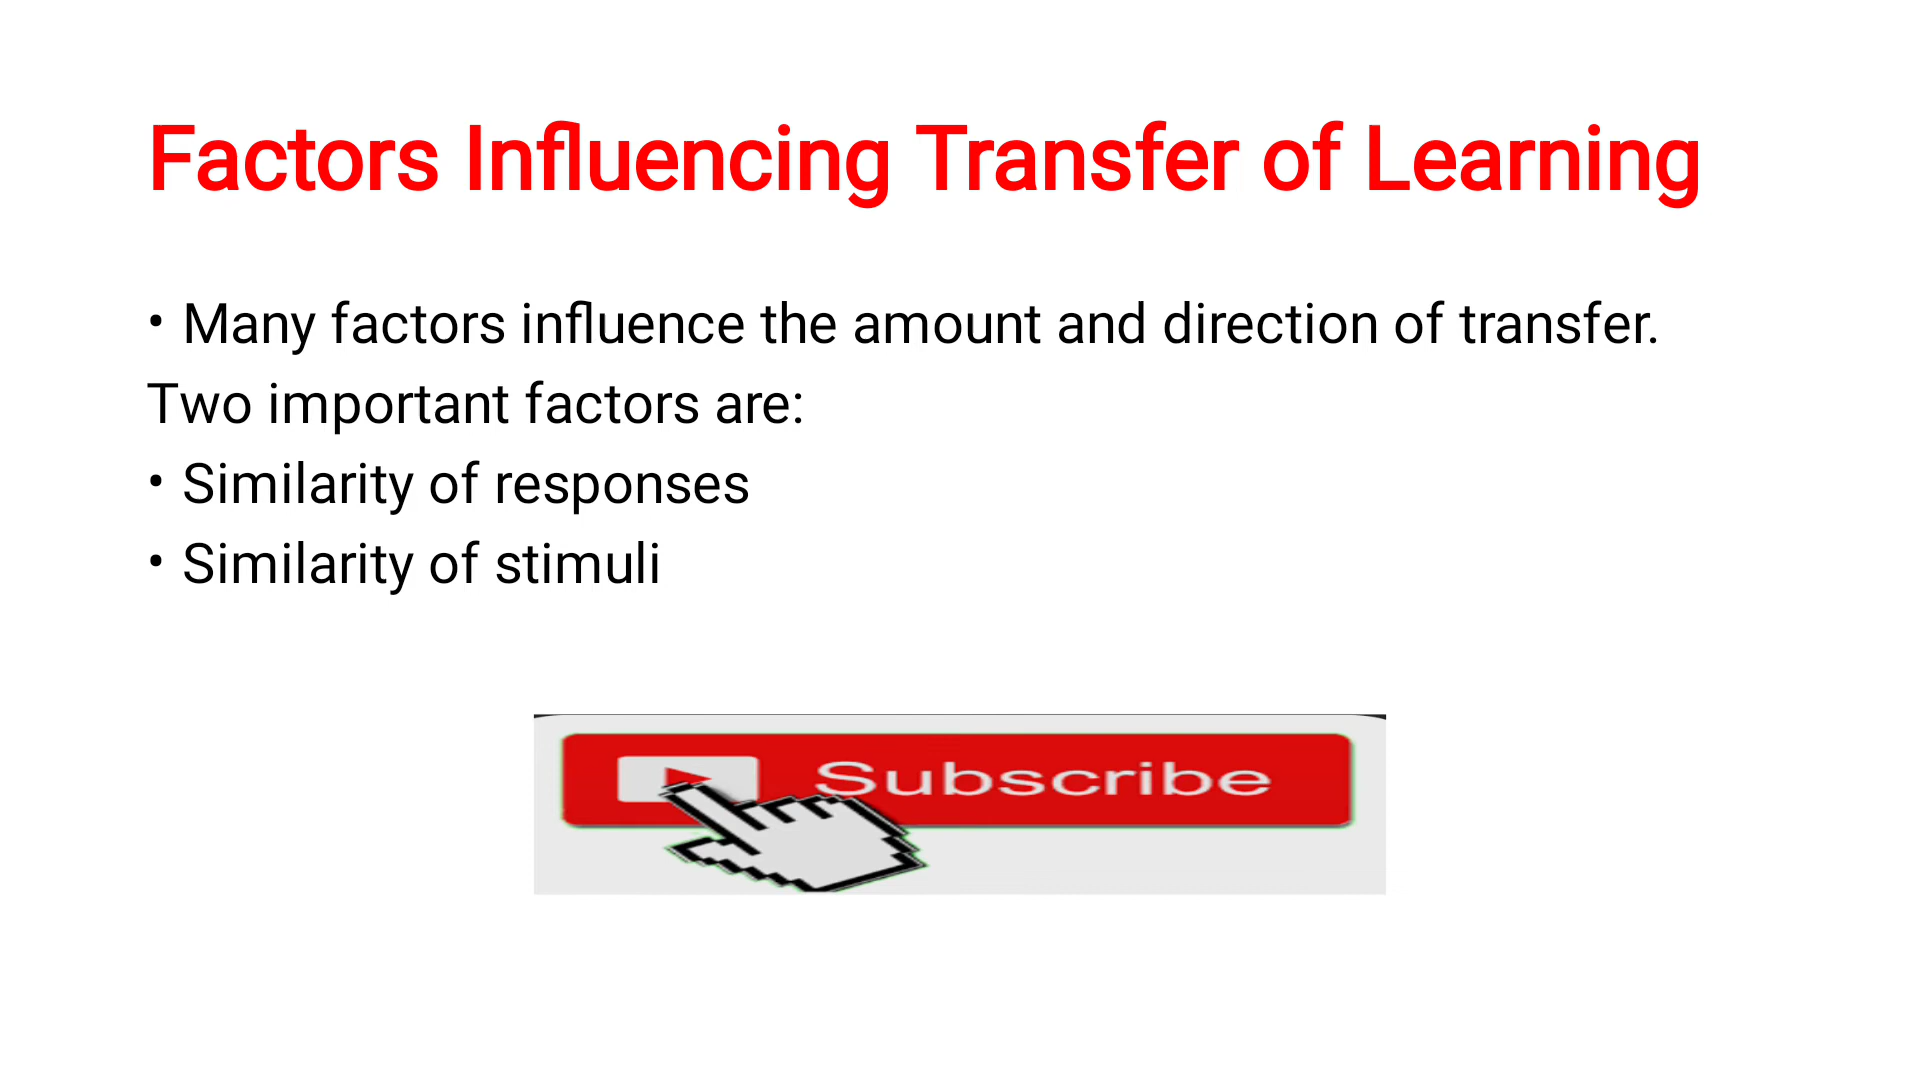 Factors Influencing Transfer of Learning
• Many factors influence the amount and direction of transfer.
Two important factors are:
• Similarity of responses
• Similarity of stimuli
Subscribe